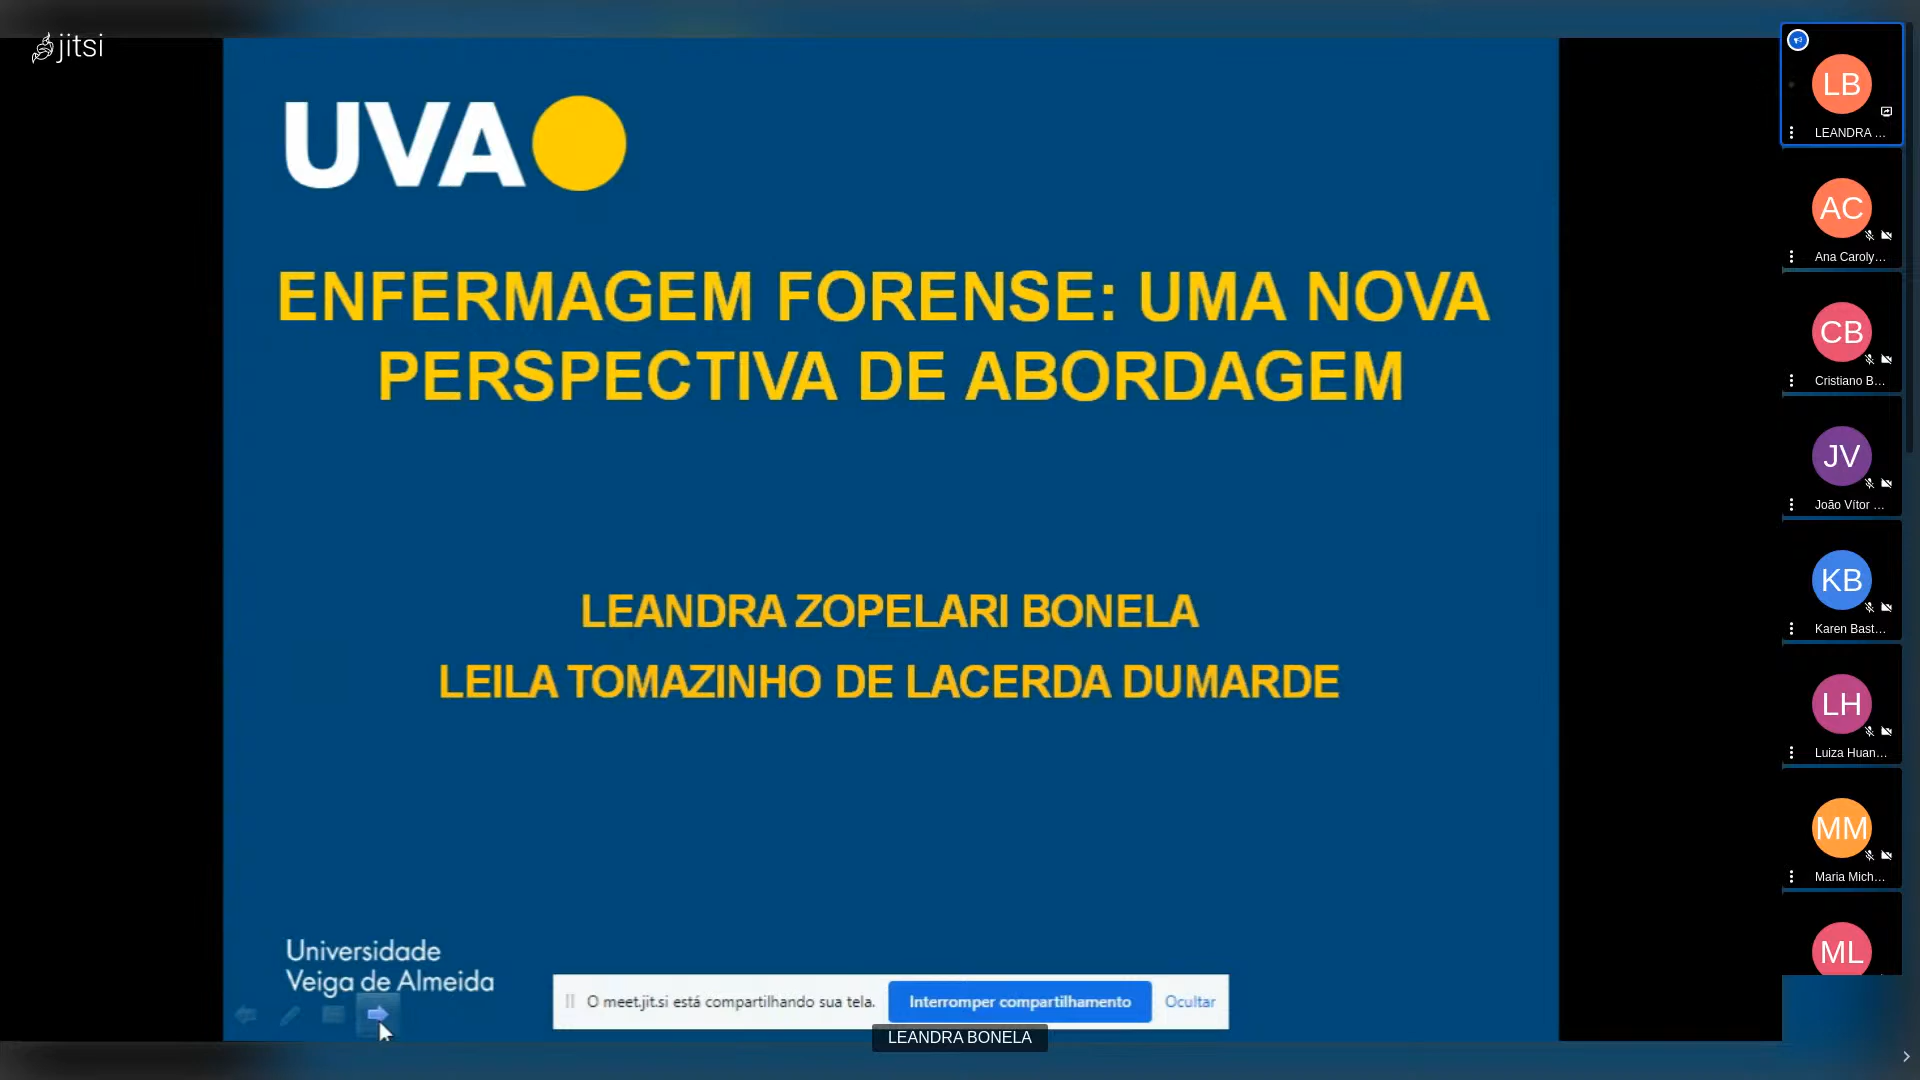 jitsi
UVA
ENFERMAGEM FORENSE: UMA NOVA
PERSPECTIVA DE ABORDAGEM
LEANDRA ZOPELARI BONELA
LEILA TOMAZINHO DE LACERDA DUMARDE
Universidade
Veiga de Almeida
O meet.jit.si está compartilhando sua tela.
Interromper compartilhamento
Ocultar
LEANDRA BONELA
LB
LEANDRA ...
AC
Ana Caroly...
CB
Cristiano B...
JV
João Vítor ...
KB
Karen Bast...
LH
Luiza Huan...
MM
Maria Mich...
ML